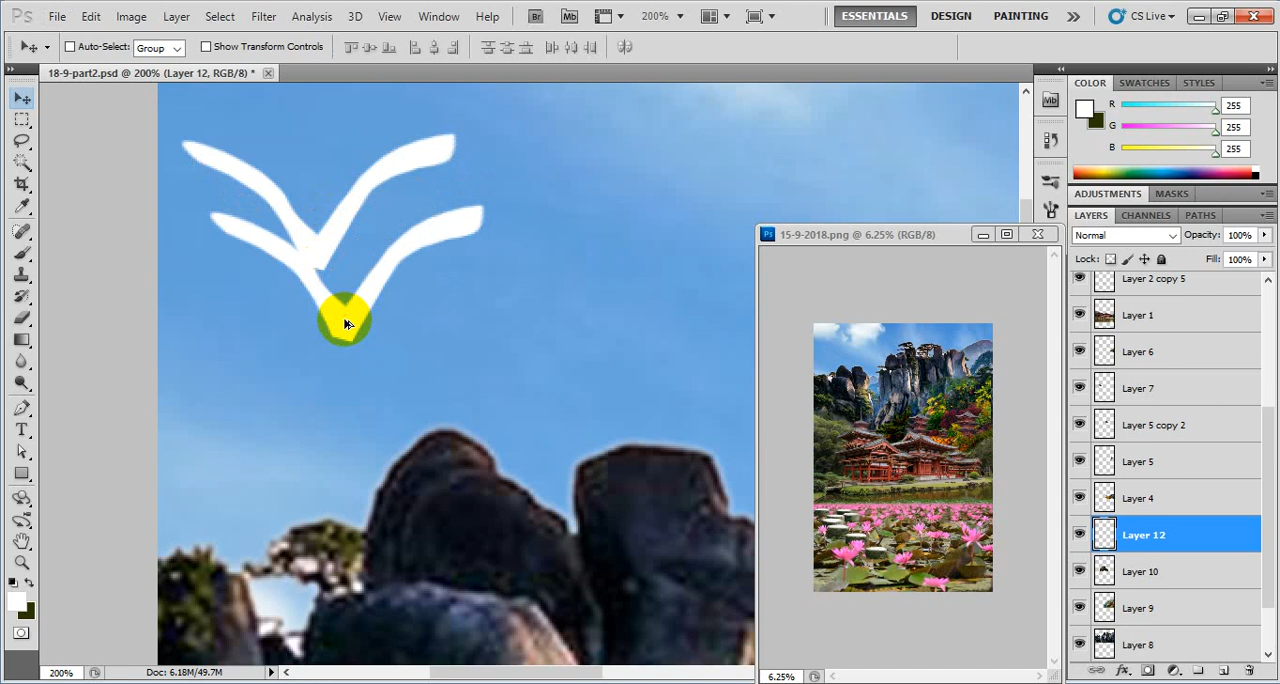 Ps File Edit Image Layer Select Filter Analysis 3D View Window Help Br Mb 200% ESSENTIALS DESIGN PAINTING CS Live
Auto-Select: Group Show Transform Controls
18-9-part2.psd @ 200% (Layer 12, RGB/8) *
COLOR SWATCHES STYLES
R 255
G 255
B 255
ADJUSTMENTS MASKS
LAYERS CHANNELS PATHS
Normal Opacity: 100%
Lock: Fill: 100%
Layer 2 copy 5
Layer 1
Layer 6
Layer 7
Layer 5 copy 2
Layer 5
Layer 4
Layer 12
Layer 10
Layer 9
Layer 8
Ps 15-9-2018.png @ 6.25% (RGB/8)
6.25%
200% Doc: 6.18M/49.7M